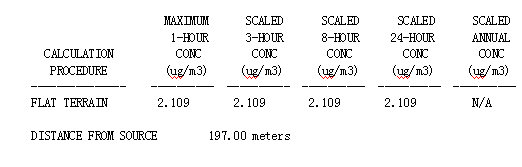 MAXIMUM SCALED SCALED SCALED SCALED
1-HOUR 3-HOUR 8-HOUR 24-HOUR ANNUAL
CALCULATION CONC CONC CONC CONC CONC
PROCEDURE (ug/m3) (ug/m3) (ug/m3) (ug/m3) (ug/m3)
--------------- ---------- ---------- ---------- ---------- ----------
FLAT TERRAIN 2.109 2.109 2.109 2.109 N/A
DISTANCE FROM SOURCE 197.00 meters